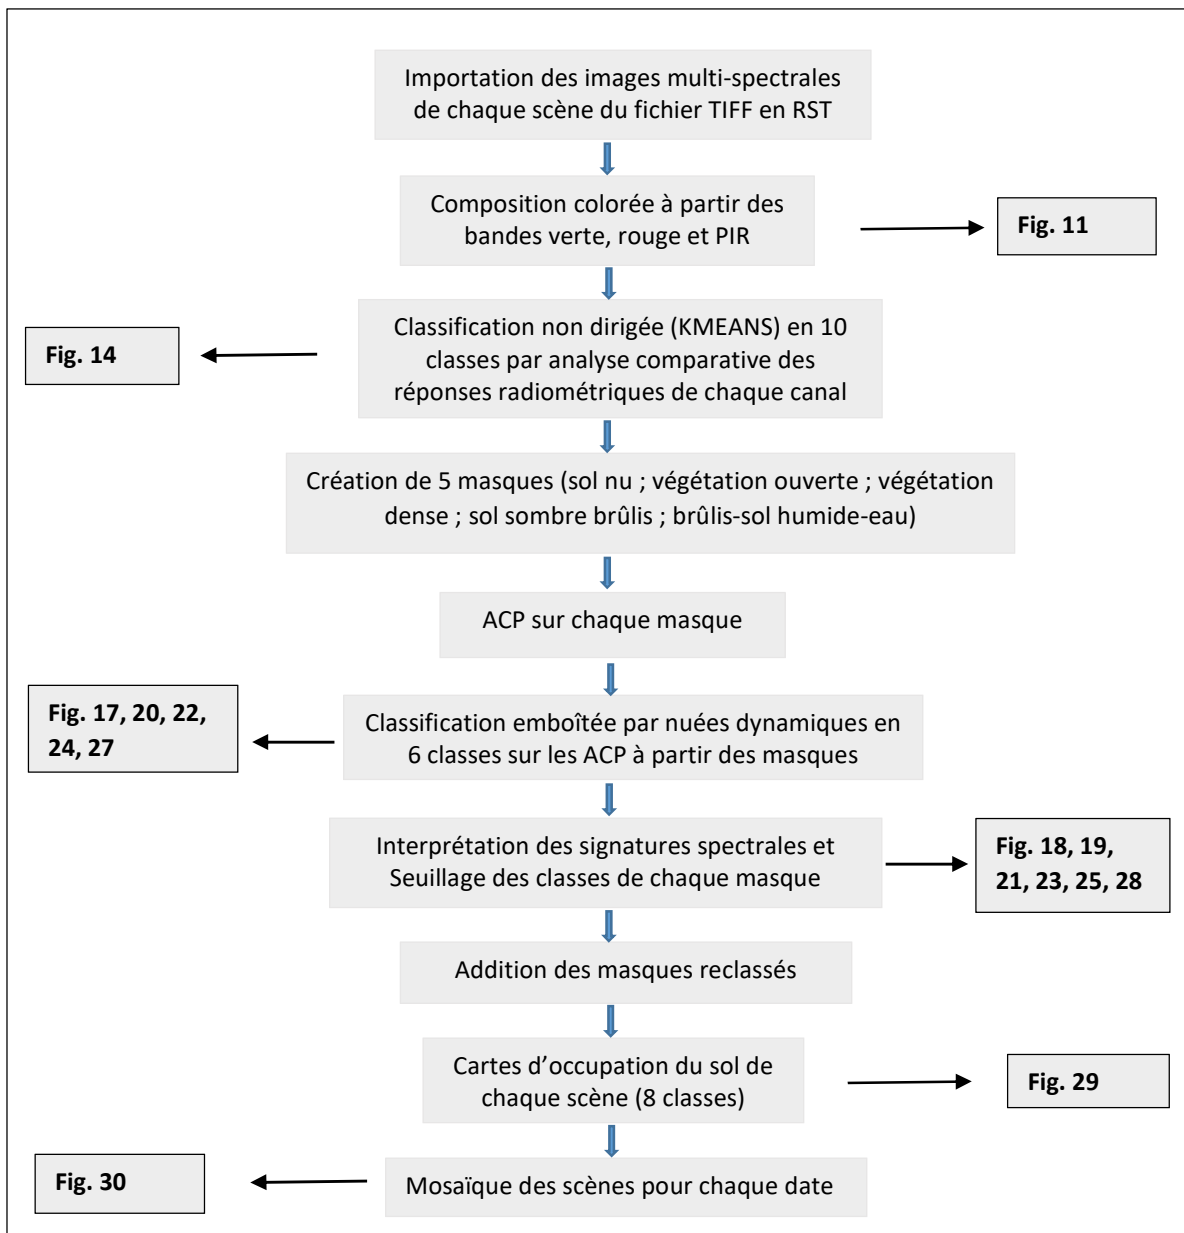 Importation des images multi-spectrales
de chaque scène du fichier TIFF en RST
Composition colorée à partir des
bandes verte, rouge et PIR
Fig. 11
Classification non dirigée (KMEANS) en 10
classes par analyse comparative des
réponses radiométriques de chaque canal
Fig. 14
Création de 5 masques (sol nu ; végétation ouverte ; végétation
dense ; sol sombre brûlis ; brûlis-sol humide-eau)
ACP sur chaque masque
Fig. 17, 20, 22,
24, 27
Classification emboîtée par nuées dynamiques en
6 classes sur les ACP à partir des masques
Interprétation des signatures spectrales et
Seuillage des classes de chaque masque
Fig. 18, 19,
21, 23, 25, 28
Addition des masques reclassés
Cartes d’occupation du sol de
chaque scène (8 classes)
Fig. 29
Fig. 30
Mosaïque des scènes pour chaque date